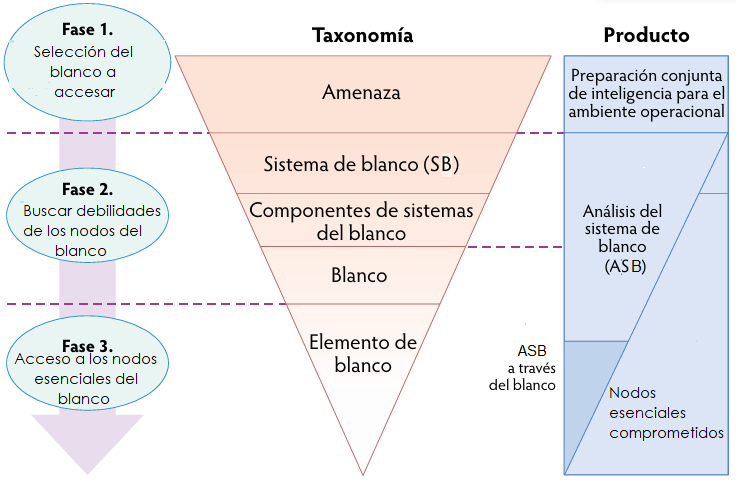 Fase 1.
Selección del
blanco a
accesar
Fase 2.
Buscar debilidades
de los nodos del
blanco
Fase 3.
Acceso a los nodos
esenciales del
blanco
Taxonomía
Amenaza
Sistema de blanco (SB)
Componentes de sistemas
del blanco
Blanco
Elemento de
blanco
Producto
Preparación conjunta
de inteligencia para el
ambiente operacional
Análisis del
sistema de
blanco
(ASB)
ASB
a través
del blanco
Nodos
esenciales
comprometidos